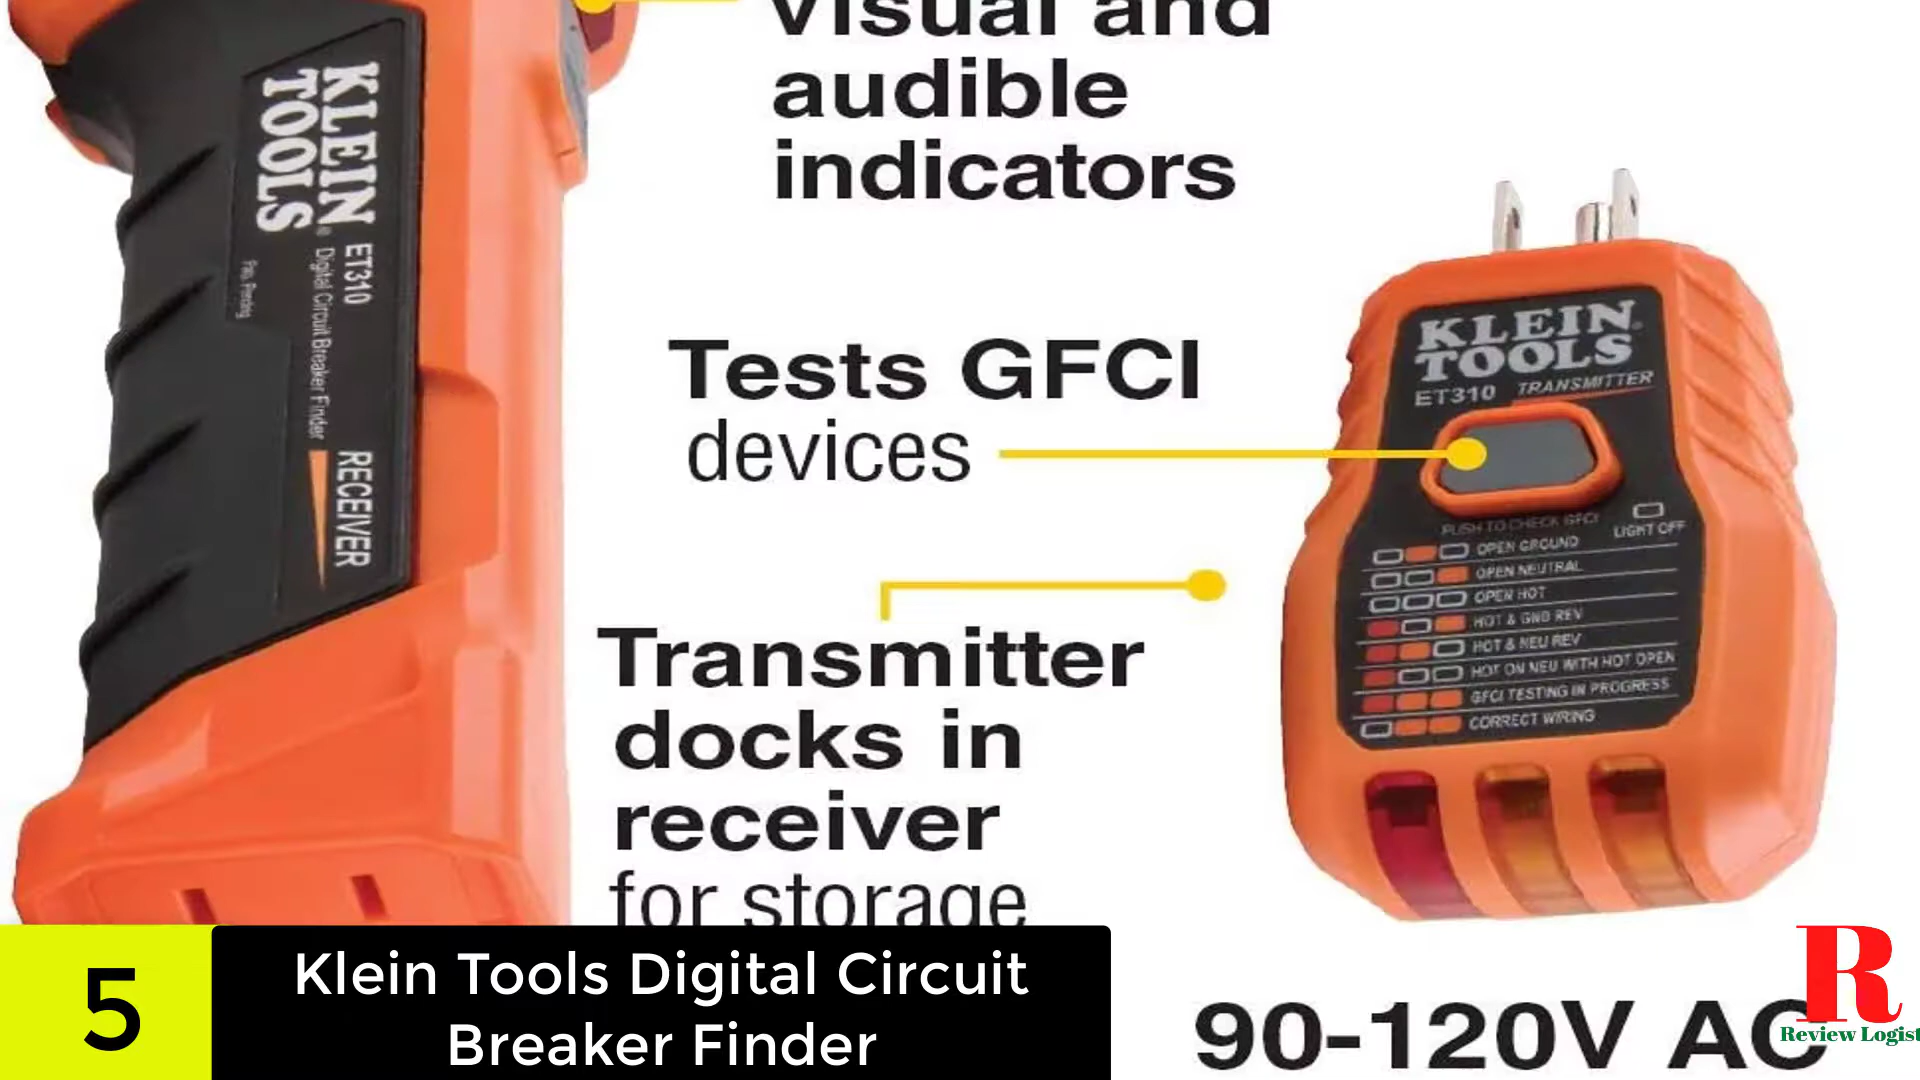 Visual and
audible
indicators
KLEIN
TOOLS
ET310
Digital Circuit Breaker Finder
RECEIVER
Tests GFCI
devices
Transmitter
docks in
receiver
for storage
KLEIN
TOOLS
ET310 TRANSMITTER
PUSH TO CHECK GFCI
LIGHT OFF
OPEN GROUND
OPEN NEUTRAL
OPEN HOT
HOT & GND REV
HOT & NEU REV
HOT ON NEU WITH HOT OPEN
GFCI TESTING IN PROGRESS
CORRECT WIRING
90-120V AC
5
Klein Tools Digital Circuit
Breaker Finder
R
Review Logist